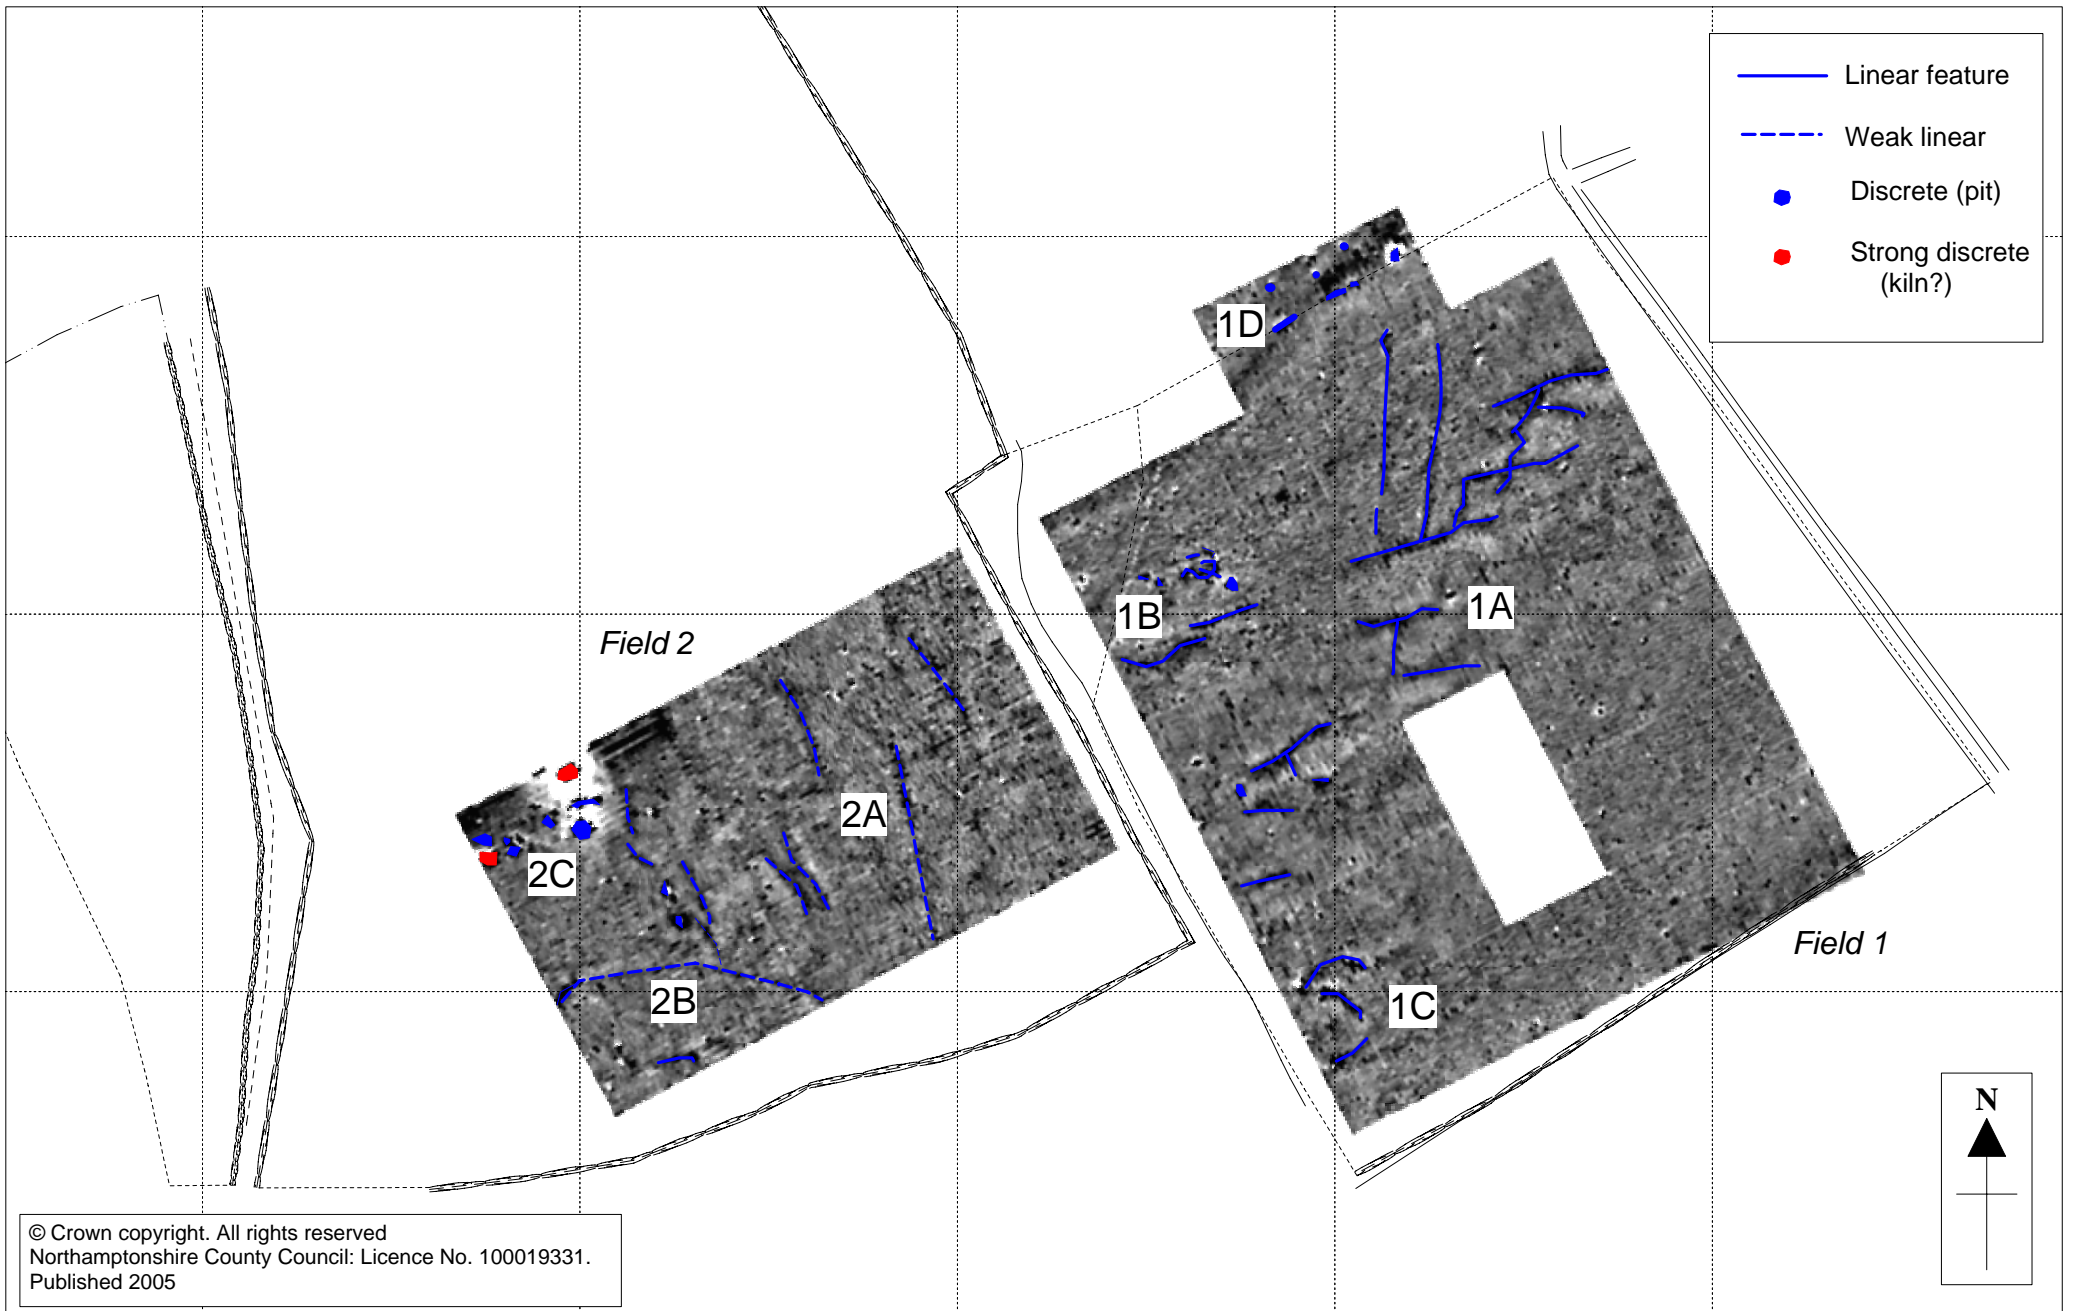 Linear feature
Weak linear
Discrete (pit)
Strong discrete
(kiln?)
1D
1B
1A
Field 2
2A
2C
Field 1
2B
1C
N
© Crown copyright. All rights reserved
Northamptonshire County Council: Licence No. 100019331.
Published 2005